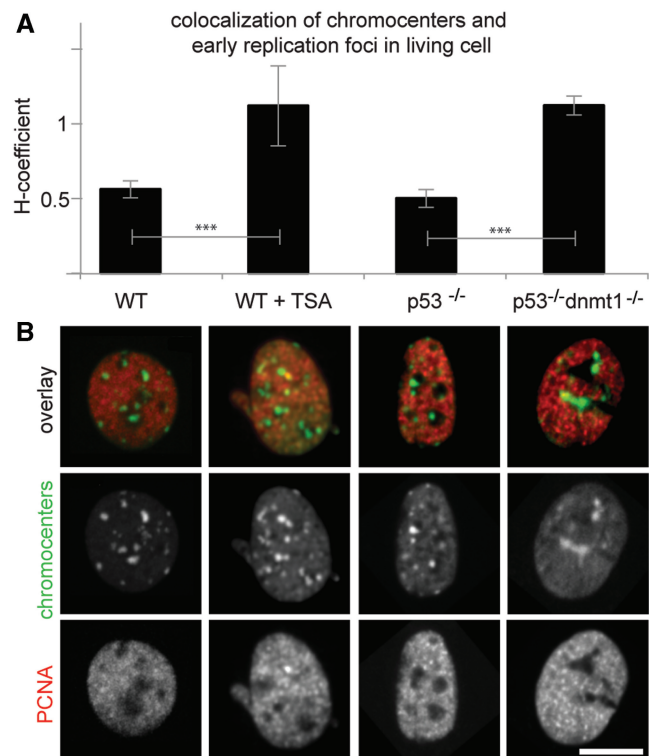 A
colocalization of chromocenters and
early replication foci in living cell
H-coefficient
1
0.5
***
***
WT
WT + TSA
p53 -/-
p53-/-dnmt1-/-
B
overlay
chromocenters
PCNA